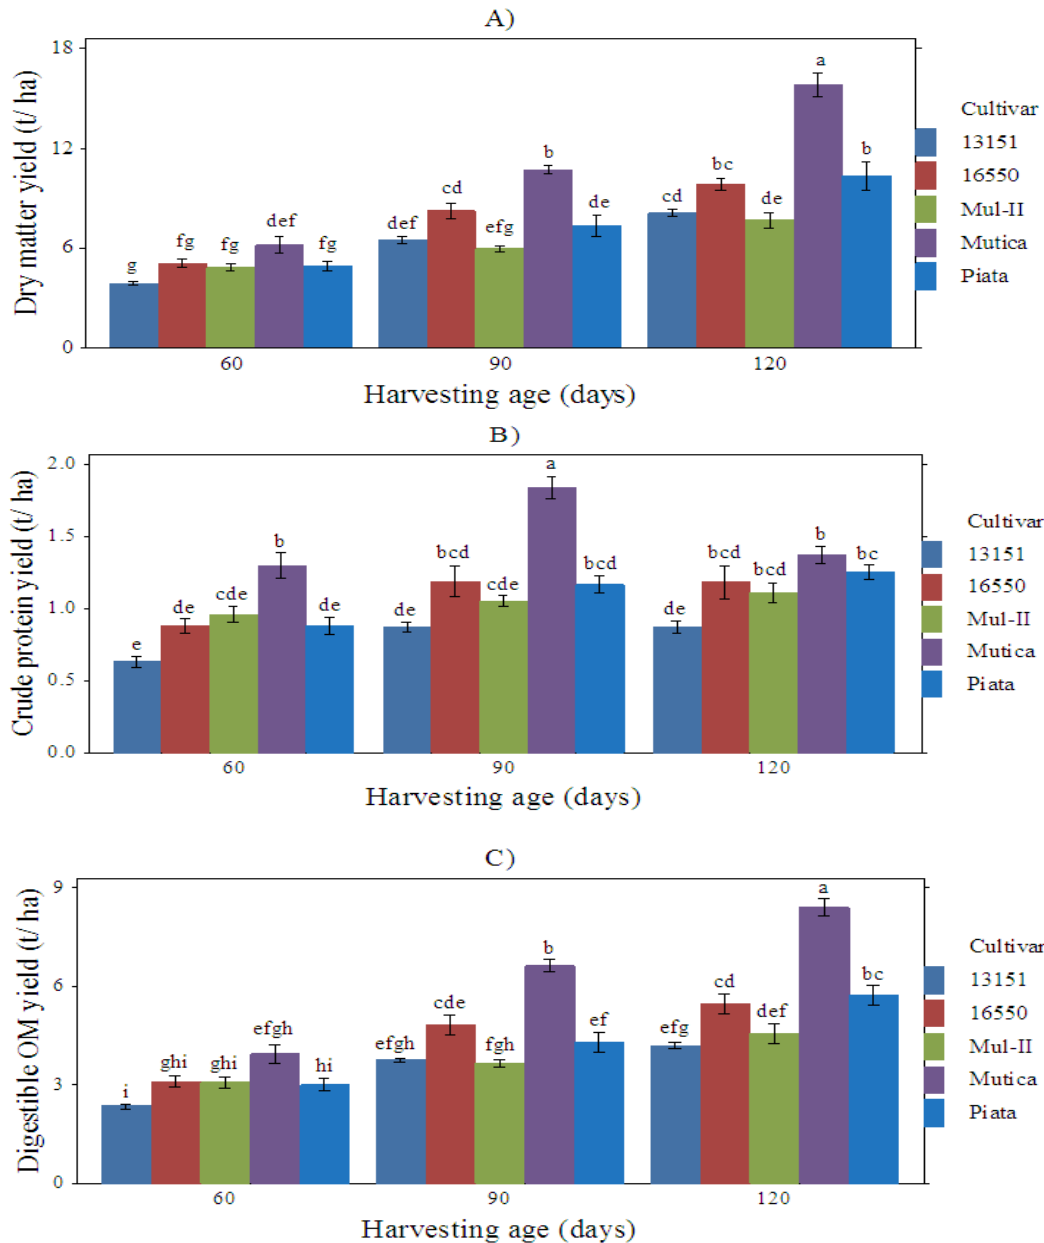 A)
Dry matter yield (t/ ha)
18
12
6
0
g
fg
fg
def
fg
def
cd
efg
b
de
cd
bc
de
a
b
60
90
120
Harvesting age (days)
Cultivar
13151
16550
Mul-II
Mutica
Piata
B)
Crude protein yield (t/ ha)
2.0
1.5
1.0
0.5
0.0
e
de
cde
b
de
de
bcd
cde
a
bcd
de
bcd
bcd
b
bc
60
90
120
Harvesting age (days)
Cultivar
13151
16550
Mul-II
Mutica
Piata
C)
Digestible OM yield (t/ ha)
9
6
3
0
i
ghi
ghi
efgh
hi
efgh
cde
fgh
b
ef
efg
cd
def
a
bc
60
90
120
Harvesting age (days)
Cultivar
13151
16550
Mul-II
Mutica
Piata